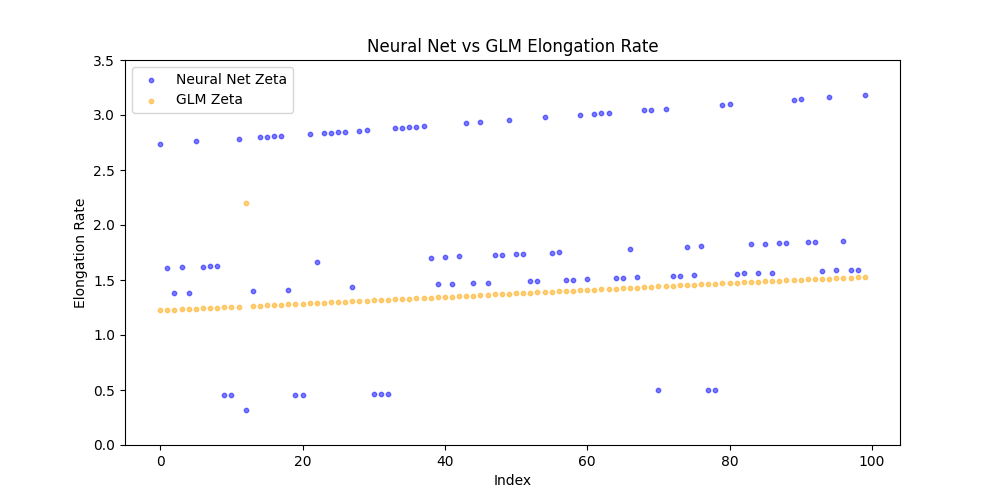 Neural Net vs GLM Elongation Rate
Neural Net Zeta
GLM Zeta
Elongation Rate
3.5
3.0
2.5
2.0
1.5
1.0
0.5
0.0
0 20 40 60 80 100
Index